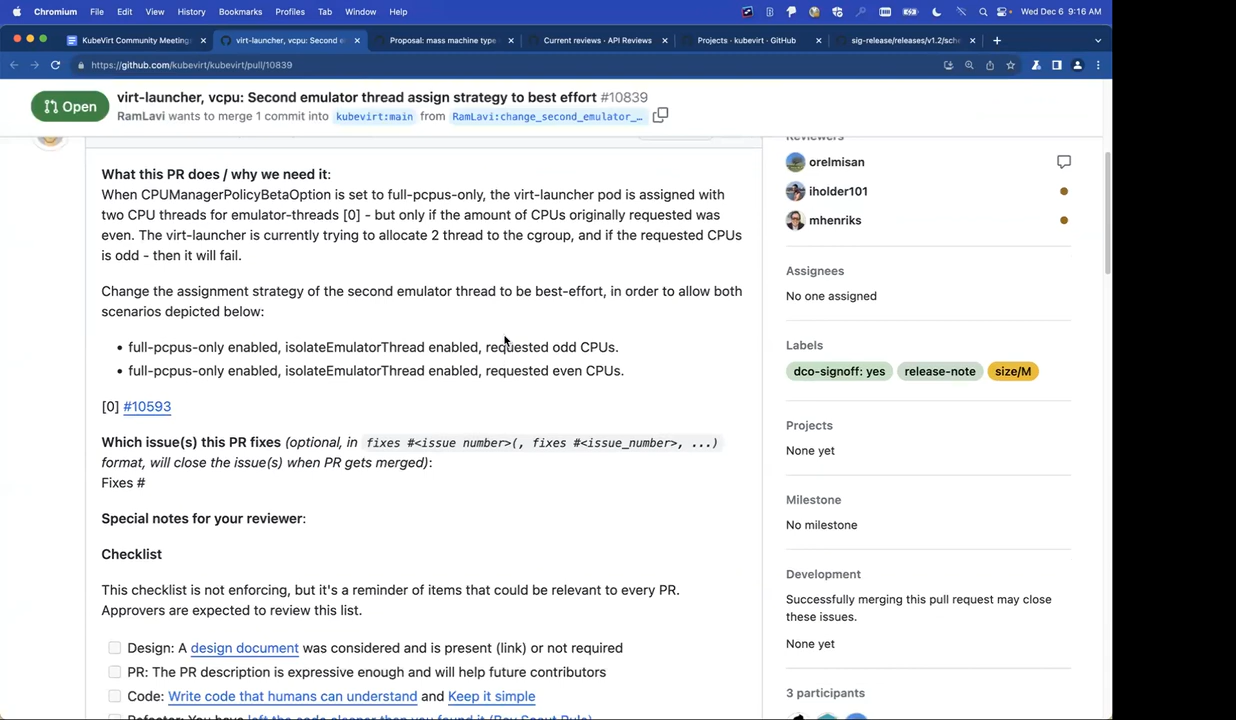 Chromium File Edit View History Bookmarks Profiles Tab Window Help Wed Dec 6 9:16 AM
KubeVirt Community Meeting virt-launcher, vcpu: Second e Proposal: mass machine type Current reviews · API Reviews Projects · kubevirt · GitHub sig-release/releases/v1.2/sche
https://github.com/kubevirt/kubevirt/pull/10839
Open
virt-launcher, vcpu: Second emulator thread assign strategy to best effort #10839
RamLavi wants to merge 1 commit into kubevirt:main from RamLavi:change_second_emulator_…
Reviewers
orelmisan
iholder101
mhenriks
Assignees
No one assigned
Labels
dco-signoff: yes release-note size/M
Projects
None yet
Milestone
No milestone
Development
Successfully merging this pull request may close
these issues.
None yet
3 participants
What this PR does / why we need it:
When CPUManagerPolicyBetaOption is set to full-pcpus-only, the virt-launcher pod is assigned with
two CPU threads for emulator-threads [0] - but only if the amount of CPUs originally requested was
even. The virt-launcher is currently trying to allocate 2 thread to the cgroup, and if the requested CPUs
is odd - then it will fail.
Change the assignment strategy of the second emulator thread to be best-effort, in order to allow both
scenarios depicted below:
• full-pcpus-only enabled, isolateEmulatorThread enabled, requested odd CPUs.
• full-pcpus-only enabled, isolateEmulatorThread enabled, requested even CPUs.
[0] #10593
Which issue(s) this PR fixes (optional, in fixes #<issue number>(, fixes #<issue_number>, ...)
format, will close the issue(s) when PR gets merged):
Fixes #
Special notes for your reviewer:
Checklist
This checklist is not enforcing, but it's a reminder of items that could be relevant to every PR.
Approvers are expected to review this list.
Design: A design document was considered and is present (link) or not required
PR: The PR description is expressive enough and will help future contributors
Code: Write code that humans can understand and Keep it simple
Refactor: You have left the code cleaner than you found it (Boy Scout Rule)